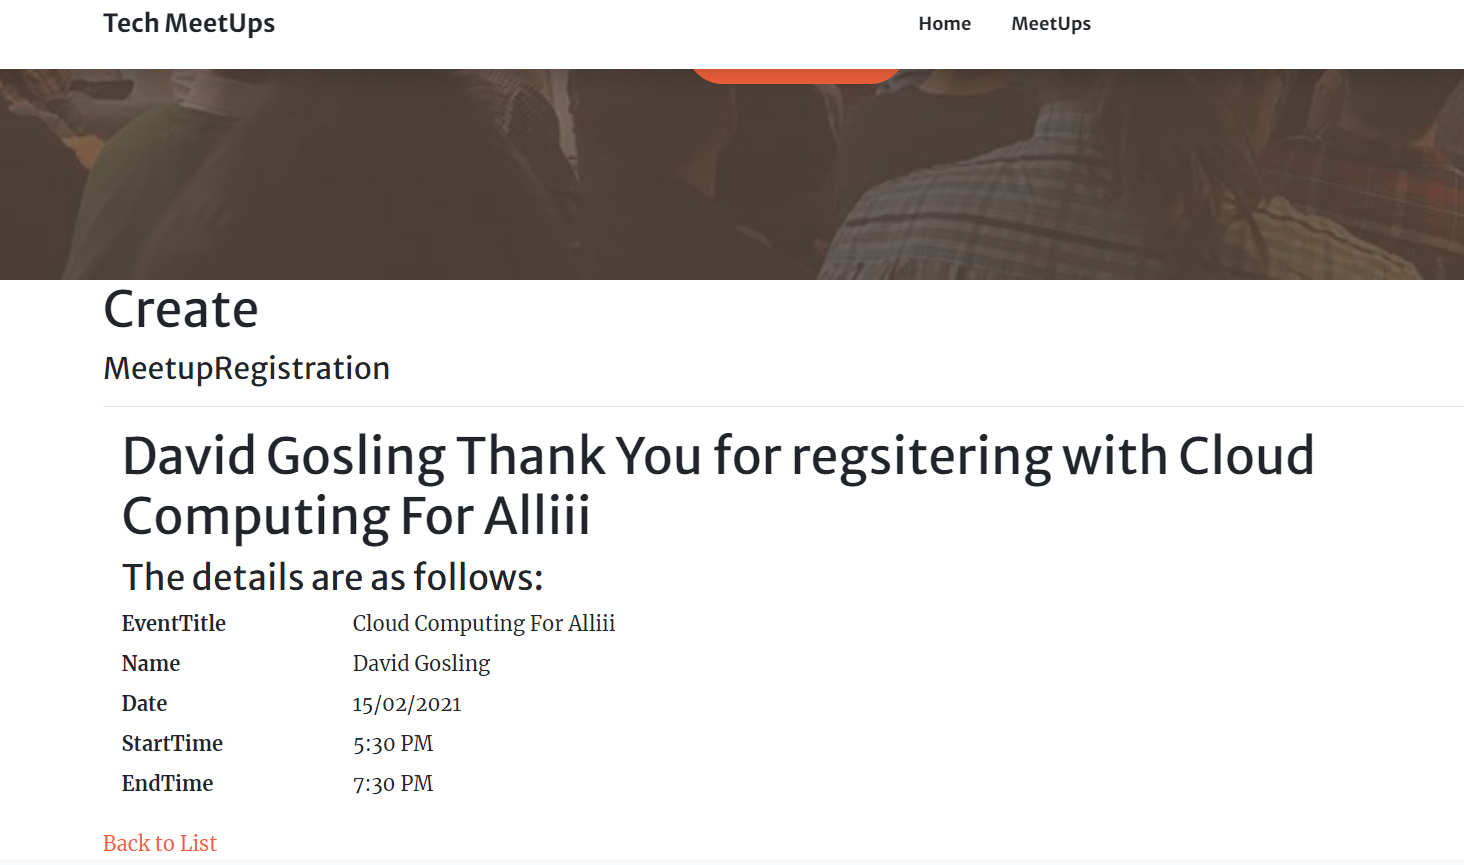 Tech MeetUps
Home MeetUps
Create
MeetupRegistration
David Gosling Thank You for regsitering with Cloud
Computing For Alliii
The details are as follows:
EventTitle Cloud Computing For Alliii
Name David Gosling
Date 15/02/2021
StartTime 5:30 PM
EndTime 7:30 PM
Back to List